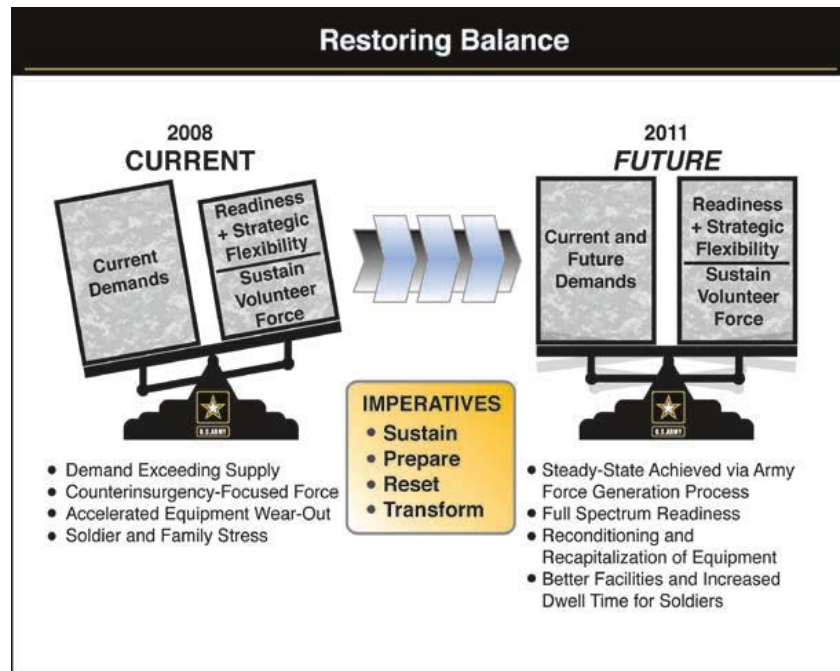 Restoring Balance
2008
CURRENT
Current
Demands
Readiness
+ Strategic
Flexibility
Sustain
Volunteer
Force
U.S.ARMY
● Demand Exceeding Supply
● Counterinsurgency-Focused Force
● Accelerated Equipment Wear-Out
● Soldier and Family Stress
IMPERATIVES
• Sustain
• Prepare
• Reset
• Transform
2011
FUTURE
Current and
Future
Demands
Readiness
+ Strategic
Flexibility
Sustain
Volunteer
Force
U.S.ARMY
● Steady-State Achieved via Army
Force Generation Process
● Full Spectrum Readiness
● Reconditioning and
Recapitalization of Equipment
● Better Facilities and Increased
Dwell Time for Soldiers